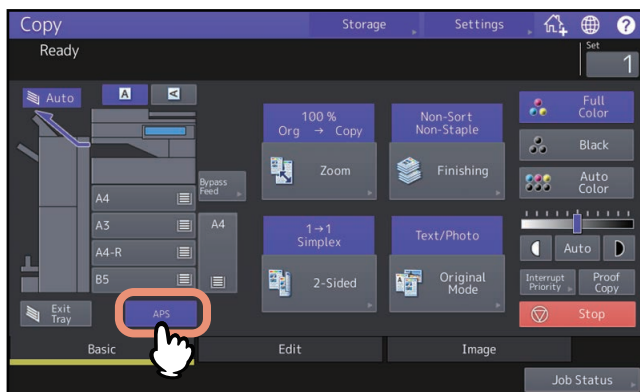 Copy
Storage
Settings
?
Ready
Set
1
Auto
A
A
100 %
Org → Copy
Zoom
Non-Sort
Non-Staple
Finishing
Full
Color
Black
Auto
Color
Bypass
Feed
A4
A3
A4-R
B5
A4
1→1
Simplex
2-Sided
Text/Photo
Original
Mode
Auto
Interrupt
Priority
Proof
Copy
Exit
Tray
APS
Stop
Basic
Edit
Image
Job Status